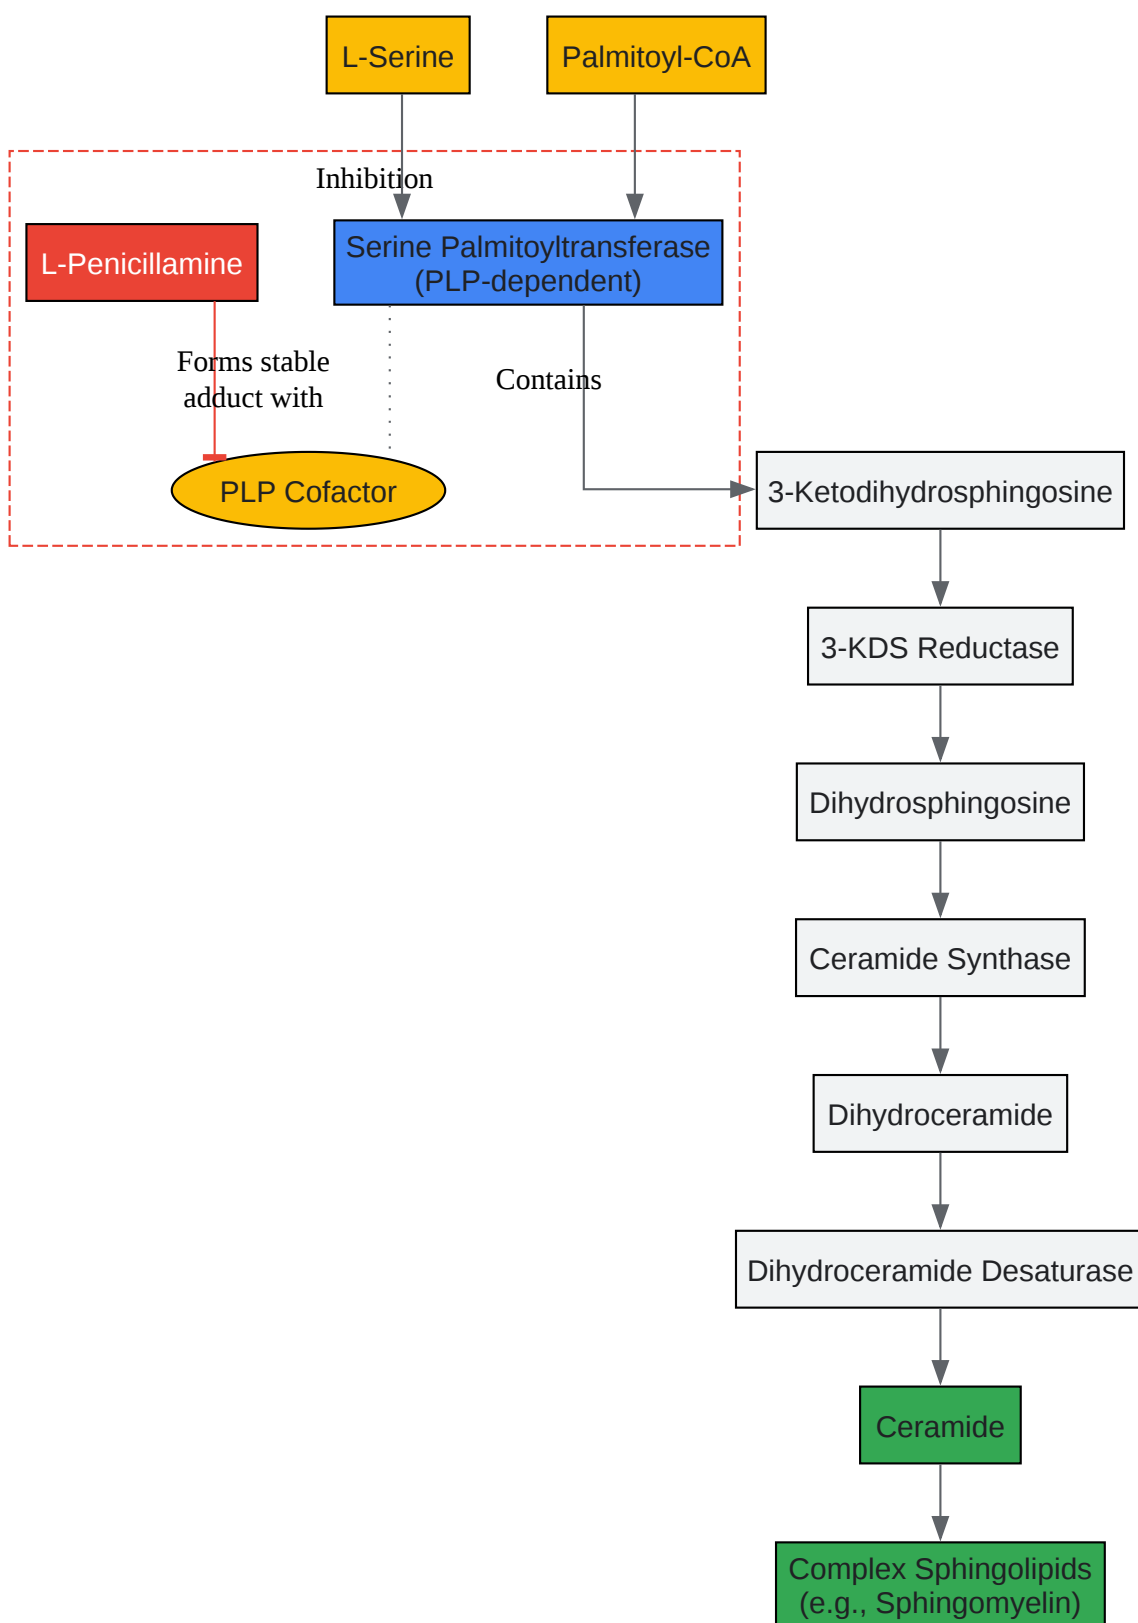 L-Serine
Palmitoyl-CoA
Inhibition
L-Penicillamine
Serine Palmitoyltransferase
(PLP-dependent)
Forms stable
adduct with
Contains
PLP Cofactor
3-Ketodihydrosphingosine
3-KDS Reductase
Dihydrosphingosine
Ceramide Synthase
Dihydroceramide
Dihydroceramide Desaturase
Ceramide
Complex Sphingolipids
(e.g., Sphingomyelin)